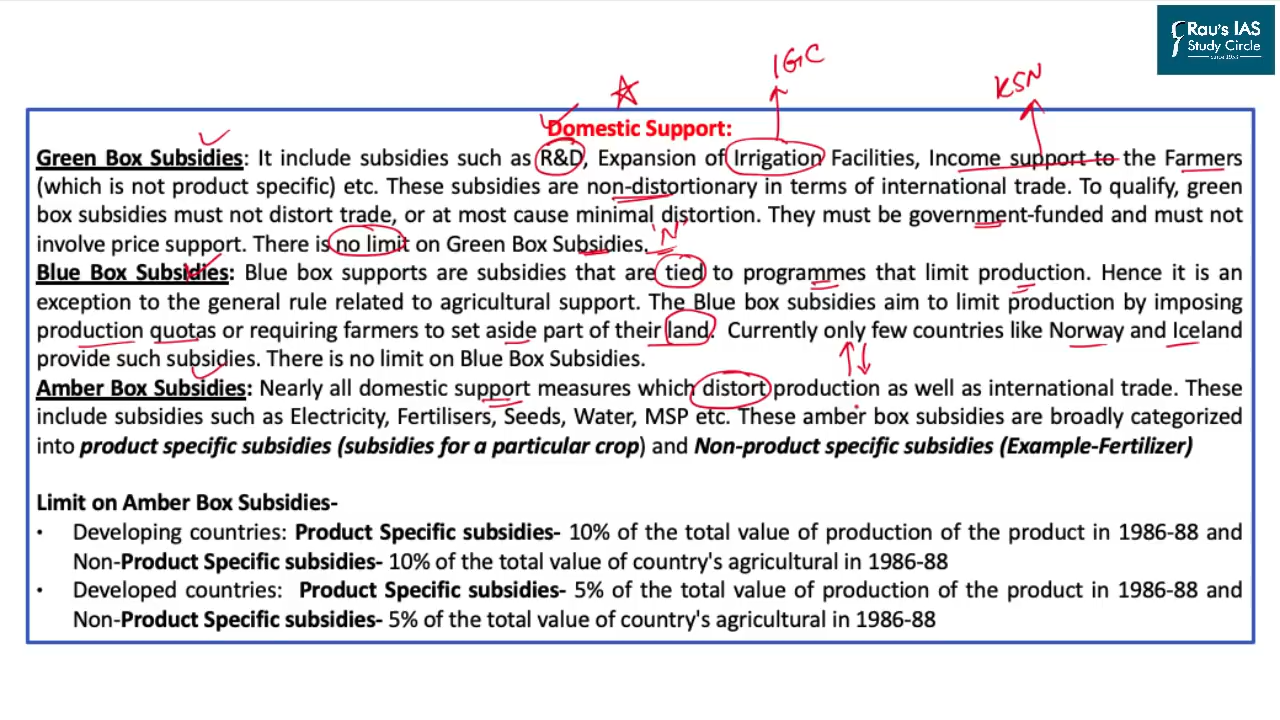 Rau's IAS
Study Circle
since 1953
IGC
KSN
Domestic Support:
Green Box Subsidies: It include subsidies such as R&D, Expansion of Irrigation Facilities, Income support to the Farmers
(which is not product specific) etc. These subsidies are non-distortionary in terms of international trade. To qualify, green
box subsidies must not distort trade, or at most cause minimal distortion. They must be government-funded and must not
involve price support. There is no limit on Green Box Subsidies. "N"
Blue Box Subsidies: Blue box supports are subsidies that are tied to programmes that limit production. Hence it is an
exception to the general rule related to agricultural support. The Blue box subsidies aim to limit production by imposing
production quotas or requiring farmers to set aside part of their land. Currently only few countries like Norway and Iceland
provide such subsidies. There is no limit on Blue Box Subsidies.
Amber Box Subsidies: Nearly all domestic support measures which distort production as well as international trade. These
include subsidies such as Electricity, Fertilisers, Seeds, Water, MSP etc. These amber box subsidies are broadly categorized
into product specific subsidies (subsidies for a particular crop) and Non-product specific subsidies (Example-Fertilizer)
Limit on Amber Box Subsidies-
• Developing countries: Product Specific subsidies- 10% of the total value of production of the product in 1986-88 and
Non-Product Specific subsidies- 10% of the total value of country's agricultural in 1986-88
• Developed countries: Product Specific subsidies- 5% of the total value of production of the product in 1986-88 and
Non-Product Specific subsidies- 5% of the total value of country's agricultural in 1986-88